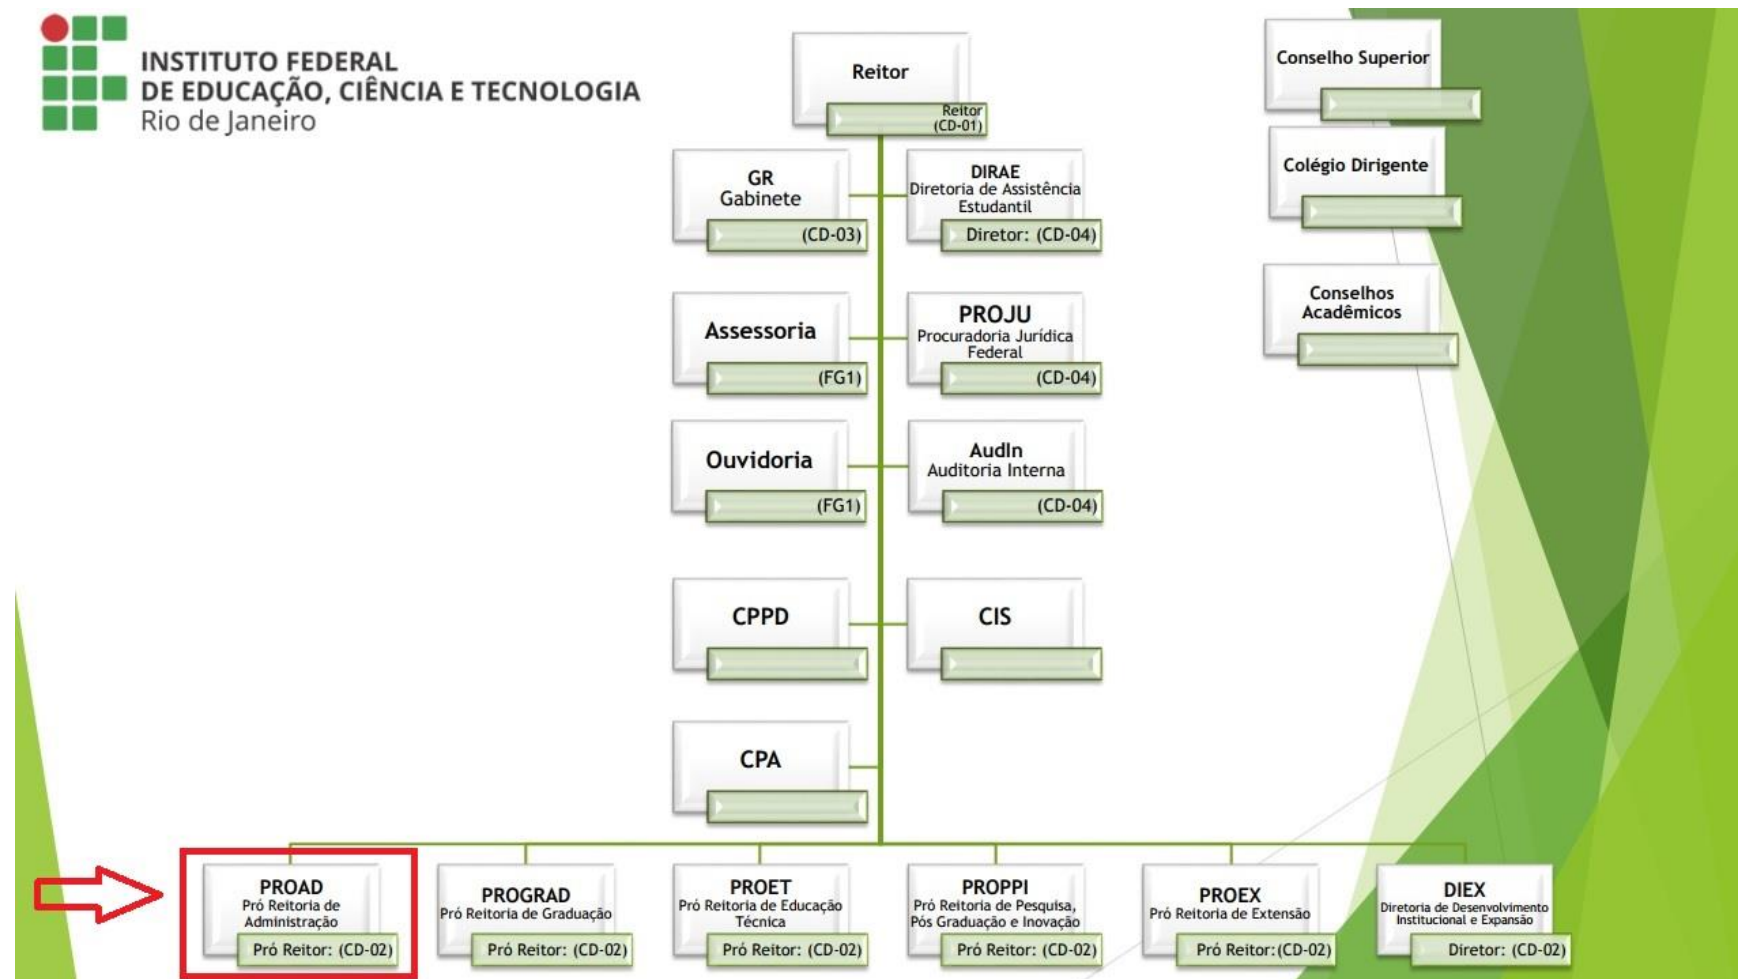 INSTITUTO FEDERAL
DE EDUCAÇÃO, CIÊNCIA E TECNOLOGIA
Rio de Janeiro
Reitor
Reitor
(CD-01)
GR
Gabinete
(CD-03)
DIRAE
Diretoria de Assistência
Estudantil
Diretor: (CD-04)
Assessoria
(FG1)
PROJU
Procuradoria Jurídica
Federal
(CD-04)
Ouvidoria
(FG1)
AudIn
Auditoria Interna
(CD-04)
CPPD
CIS
CPA
Conselho Superior
Colégio Dirigente
Conselhos
Acadêmicos
PROAD
Pró Reitoria de
Administração
Pró Reitor: (CD-02)
PROGRAD
Pró Reitoria de Graduação
Pró Reitor: (CD-02)
PROET
Pró Reitoria de Educação
Técnica
Pró Reitor: (CD-02)
PROPPI
Pró Reitoria de Pesquisa,
Pós Graduação e Inovação
Pró Reitor: (CD-02)
PROEX
Pró Reitoria de Extensão
Pró Reitor:(CD-02)
DIEX
Diretoria de Desenvolvimento
Institucional e Expansão
Diretor: (CD-02)